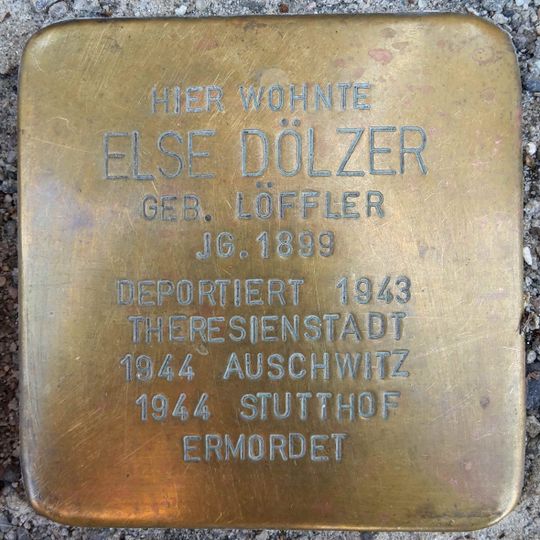 HIER WOHNTE
ELSE DÖLZER
GEB. LÖFFLER
JG. 1899
DEPORTIERT 1943
THERESIENSTADT
1944 AUSCHWITZ
1944 STUTTHOF
ERMORDET